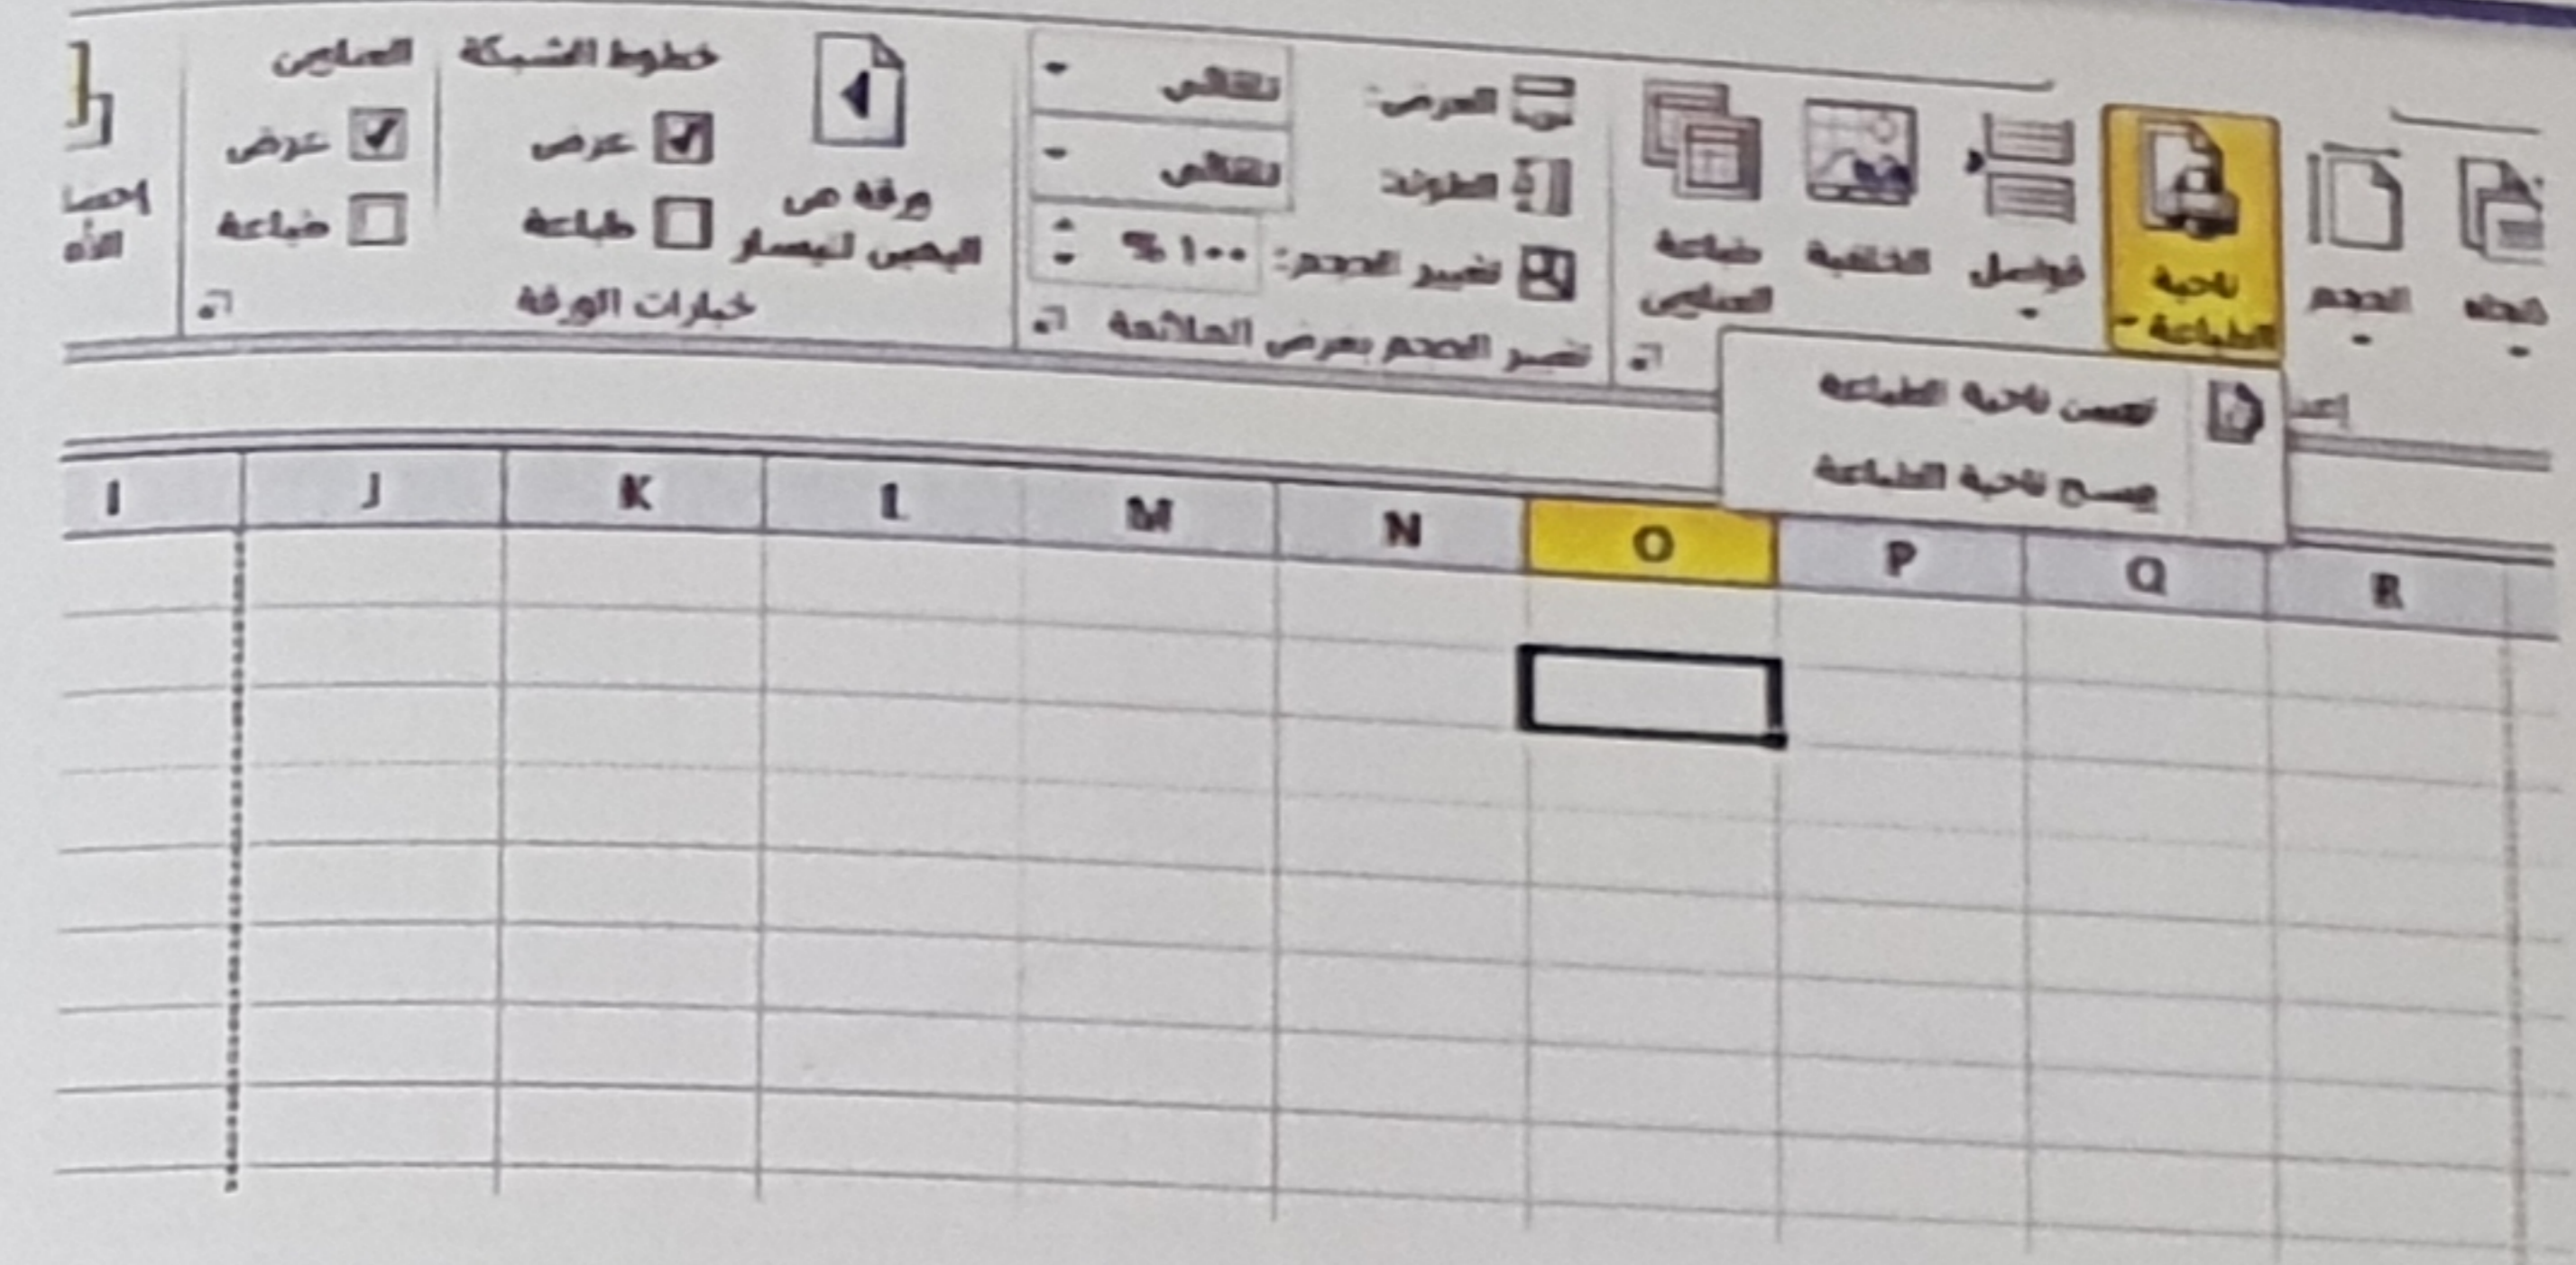 خطوط الشبكة
العناوين
عرض
عرض
طباعة
طباعة
ورقة من
اليمين لليسار
خيارات الورقة
العرض:
تلقائي
الطول:
تلقائي
تغيير الحجم:
١٠٠ %
تغيير الحجم بغرض الملائمة
الحجم
ناحية
الطباعة
فواصل
الخلفية
طباعة
العناوين
تعيين ناحية الطباعة
مسح ناحية الطباعة
I J K L M N O P Q R